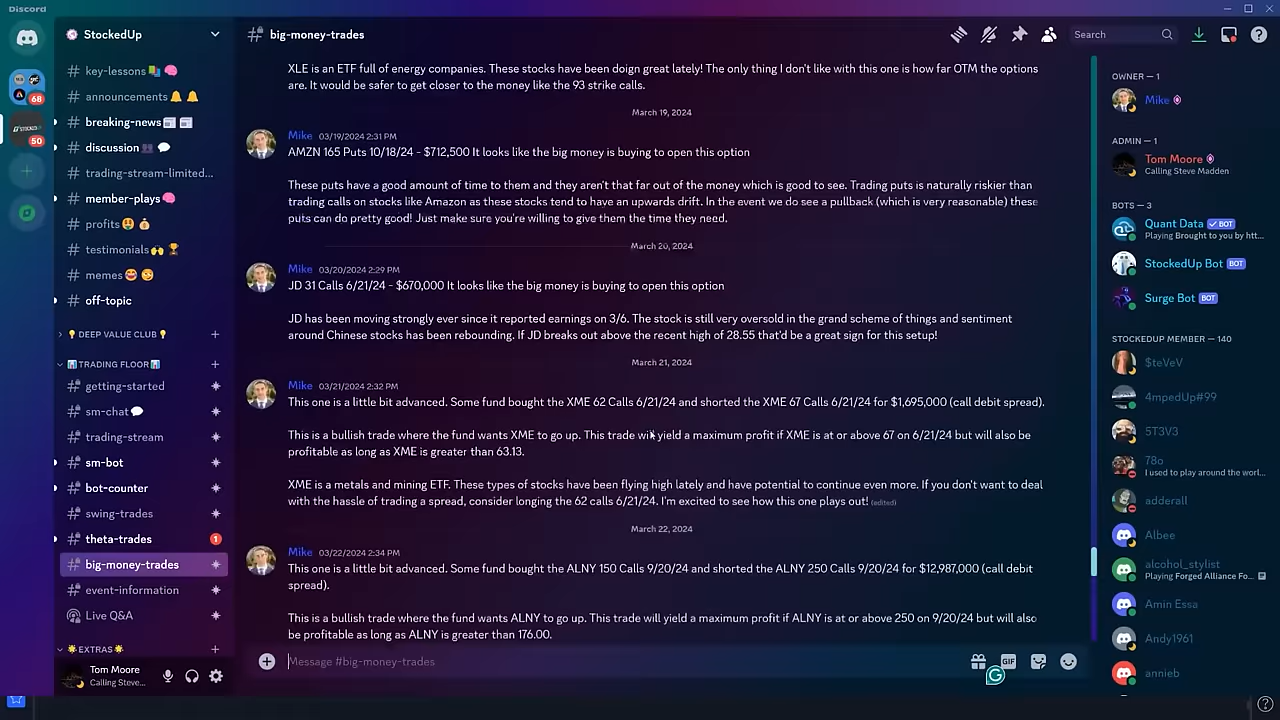 Discord
StockedUp
big-money-trades
Search
68
50
key-lessons
announcements
breaking-news
discussion
trading-stream-limited...
member-plays
profits
testimonials
memes
off-topic
DEEP VALUE CLUB
TRADING FLOOR
getting-started
sm-chat
trading-stream
sm-bot
bot-counter
swing-trades
theta-trades 1
big-money-trades
event-information
Live Q&A
EXTRAS
Tom Moore
Calling Steve...
XLE is an ETF full of energy companies. These stocks have been doign great lately! The only thing I don't like with this one is how far OTM the options
are. It would be safer to get closer to the money like the 93 strike calls.
March 19, 2024
Mike 03/19/2024 2:31 PM
AMZN 165 Puts 10/18/24 - $712,500 It looks like the big money is buying to open this option
These puts have a good amount of time to them and they aren't that far out of the money which is good to see. Trading puts is naturally riskier than
trading calls on stocks like Amazon as these stocks tend to have an upwards drift. In the event we do see a pullback (which is very reasonable) these
puts can do pretty good! Just make sure you're willing to give them the time they need.
March 20, 2024
Mike 03/20/2024 2:29 PM
JD 31 Calls 6/21/24 - $670,000 It looks like the big money is buying to open this option
JD has been moving strongly ever since it reported earnings on 3/6. The stock is still very oversold in the grand scheme of things and sentiment
around Chinese stocks has been rebounding. If JD breaks out above the recent high of 28.55 that'd be a great sign for this setup!
March 21, 2024
Mike 03/21/2024 2:32 PM
This one is a little bit advanced. Some fund bought the XME 62 Calls 6/21/24 and shorted the XME 67 Calls 6/21/24 for $1,695,000 (call debit spread).
This is a bullish trade where the fund wants XME to go up. This trade will yield a maximum profit if XME is at or above 67 on 6/21/24 but will also be
profitable as long as XME is greater than 63.13.
XME is a metals and mining ETF. These types of stocks have been flying high lately and have potential to continue even more. If you don't want to deal
with the hassle of trading a spread, consider longing the 62 calls 6/21/24. I'm excited to see how this one plays out! (edited)
March 22, 2024
Mike 03/22/2024 2:34 PM
This one is a little bit advanced. Some fund bought the ALNY 150 Calls 9/20/24 and shorted the ALNY 250 Calls 9/20/24 for $12,987,000 (call debit
spread).
This is a bullish trade where the fund wants ALNY to go up. This trade will yield a maximum profit if ALNY is at or above 250 on 9/20/24 but will also
be profitable as long as ALNY is greater than 176.00.
Message #big-money-trades
GIF
OWNER — 1
Mike
ADMIN — 1
Tom Moore
Calling Steve Madden
BOTS — 3
Quant Data BOT
Playing Brought to you by htt...
StockedUp Bot BOT
Surge Bot BOT
STOCKEDUP MEMBER — 140
$teVeV
4mpedUp#99
5T3V3
78o
I used to play around the worl...
adderall
Albee
alcohol_stylist
Playing Forged Alliance Fo...
Amin Essa
Andy1961
annieb